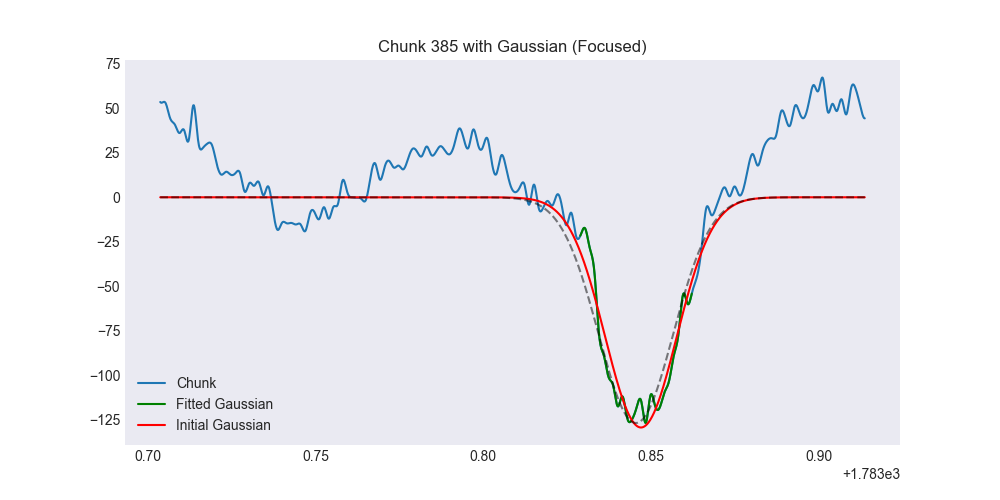 Chunk 385 with Gaussian (Focused)
75
50
25
0
−25
−50
−75
−100
−125
Chunk
Fitted Gaussian
Initial Gaussian
0.70 0.75 0.80 0.85 0.90
+1.783e3